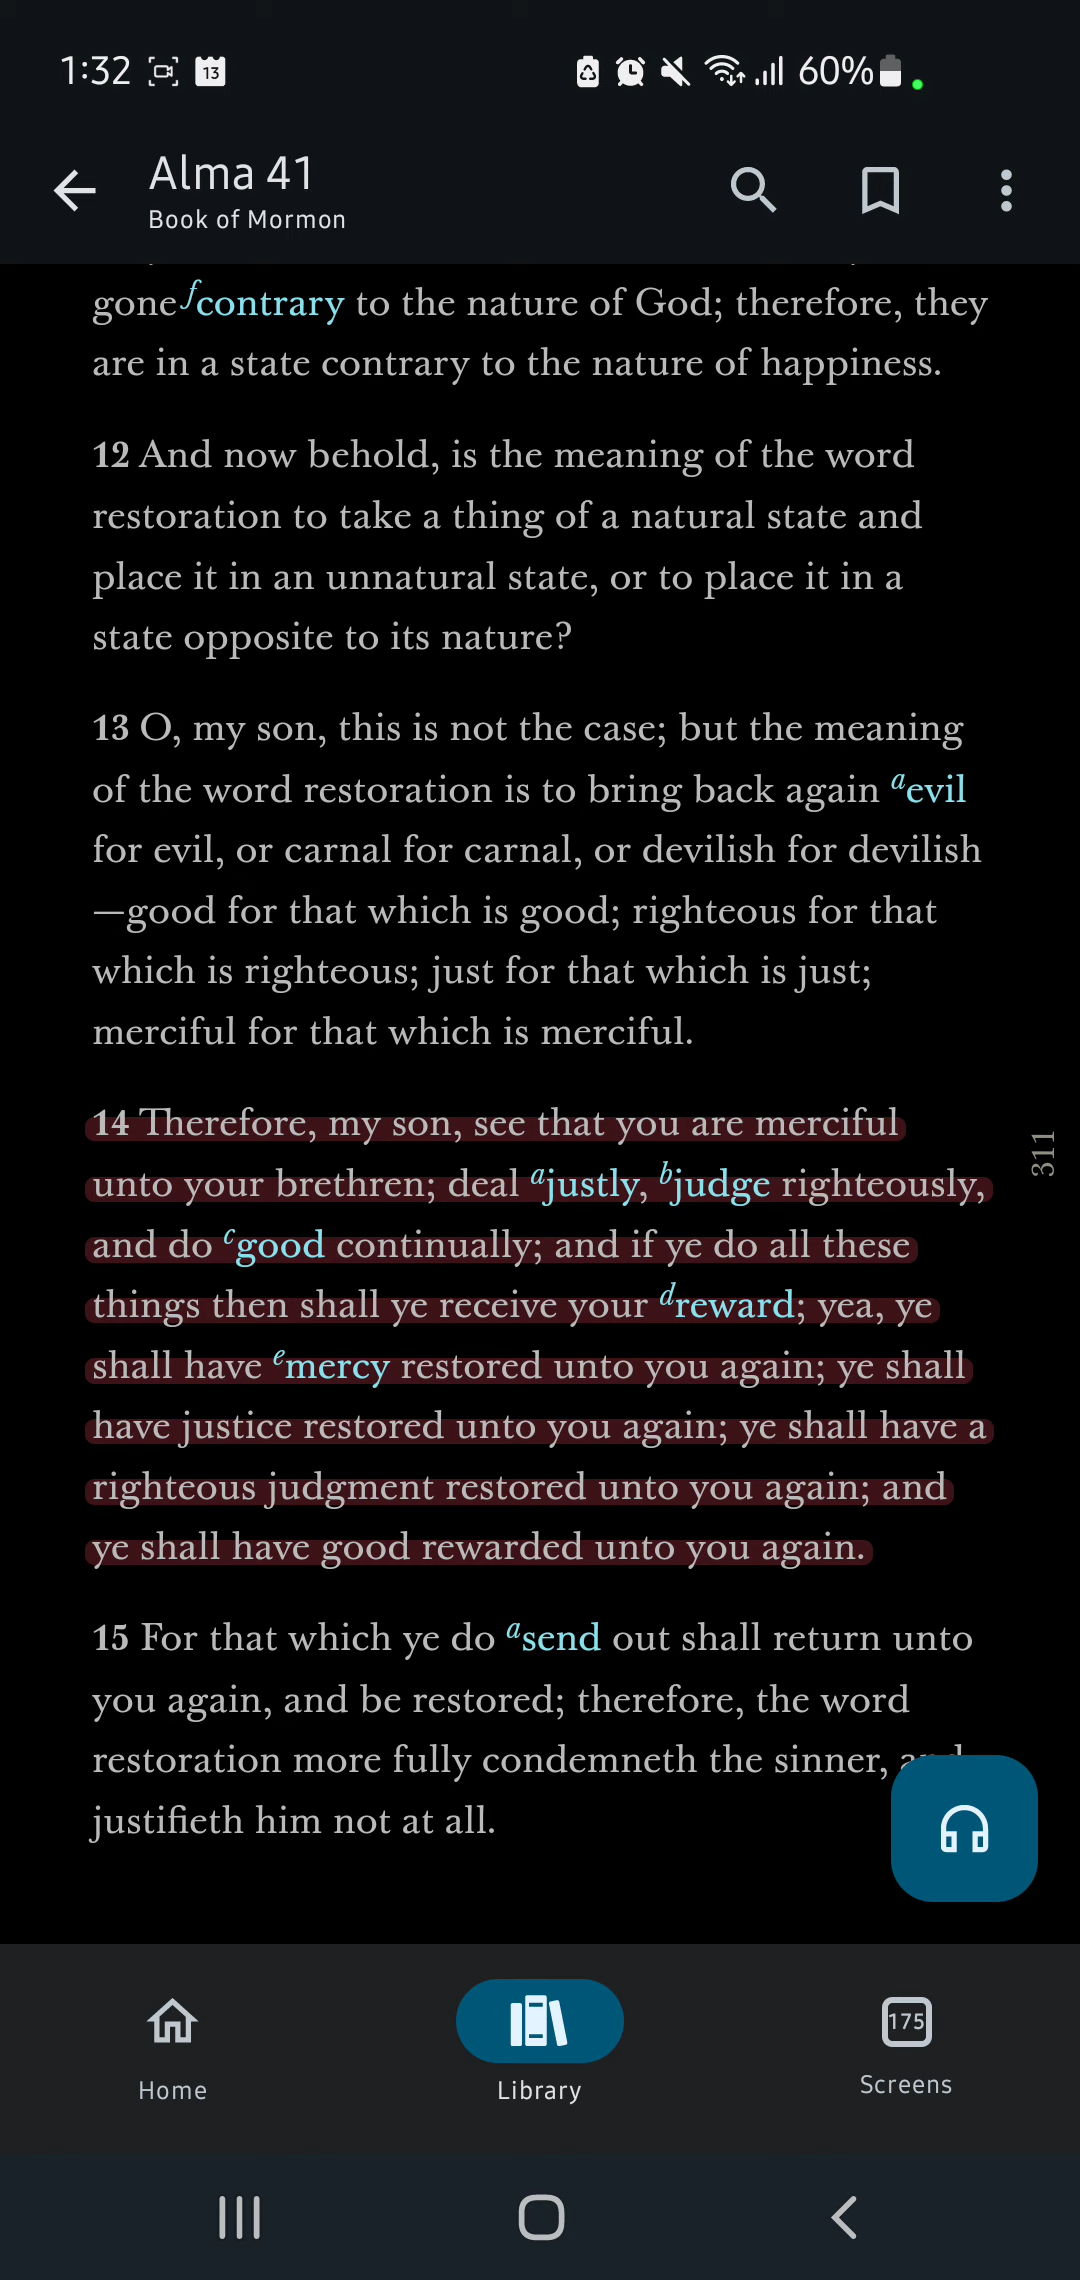 1:32 13 60%
Alma 41
Book of Mormon
gone fcontrary to the nature of God; therefore, they
are in a state contrary to the nature of happiness.
12 And now behold, is the meaning of the word
restoration to take a thing of a natural state and
place it in an unnatural state, or to place it in a
state opposite to its nature?
13 O, my son, this is not the case; but the meaning
of the word restoration is to bring back again aevil
for evil, or carnal for carnal, or devilish for devilish
—good for that which is good; righteous for that
which is righteous; just for that which is just;
merciful for that which is merciful.
14 Therefore, my son, see that you are merciful
unto your brethren; deal ajustly, bjudge righteously,
and do cgood continually; and if ye do all these
things then shall ye receive your dreward; yea, ye
shall have emercy restored unto you again; ye shall
have justice restored unto you again; ye shall have a
righteous judgment restored unto you again; and
ye shall have good rewarded unto you again.
311
15 For that which ye do asend out shall return unto
you again, and be restored; therefore, the word
restoration more fully condemneth the sinner,
justifieth him not at all.
175
Home Library Screens